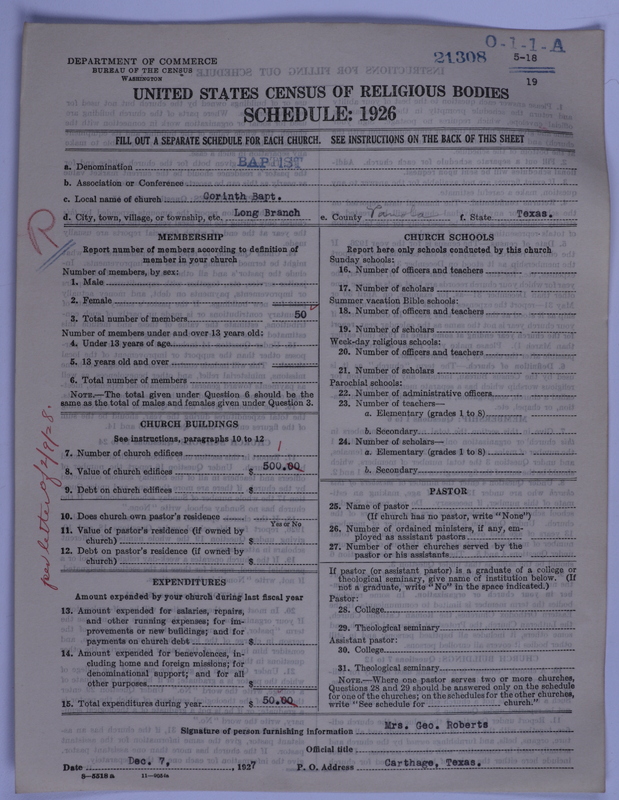 O-1-1-A
21308
5-18
19
DEPARTMENT OF COMMERCE
BUREAU OF THE CENSUS
WASHINGTON
UNITED STATES CENSUS OF RELIGIOUS BODIES
SCHEDULE: 1926
FILL OUT A SEPARATE SCHEDULE FOR EACH CHURCH. SEE INSTRUCTIONS ON THE BACK OF THIS SHEET
a. Denomination BAPTIST
b. Association or Conference
c. Local name of church Corinth Bapt.
d. City, town, village, or township, etc. Long Branch e. County Panola f. State Texas.
R
MEMBERSHIP
Report number of members according to definition of
member in your church
Number of members, by sex:
1. Male
2. Female
3. Total number of members 50
Number of members under and over 13 years old:
4. Under 13 years of age
5. 13 years old and over
6. Total number of members
NOTE.—The total given under Question 6 should be the
same as the total of males and females given under Question 3.
CHURCH BUILDINGS
See instructions, paragraphs 10 to 12
7. Number of church edifices 1
8. Value of church edifices $ 500.00
9. Debt on church edifices $
10. Does church own pastor's residence
Yes or No
11. Value of pastor's residence (if owned by
church) $
12. Debt on pastor's residence (if owned by
church) $
EXPENDITURES
Amount expended by your church during last fiscal year
13. Amount expended for salaries, repairs,
and other running expenses; for im-
provements or new buildings; and for
payments on church debt $
14. Amount expended for benevolences, in-
cluding home and foreign missions; for
denominational support; and for all
other purposes $
15. Total expenditures during year $ 50.00
per letter of 2/9/28.
CHURCH SCHOOLS
Report here only schools conducted by this church
Sunday schools:
16. Number of officers and teachers
17. Number of scholars
Summer vacation Bible schools:
18. Number of officers and teachers
19. Number of scholars
Week-day religious schools:
20. Number of officers and teachers
21. Number of scholars
Parochial schools:
22. Number of administrative officers
23. Number of teachers—
a. Elementary (grades 1 to 8)
b. Secondary
24. Number of scholars—
a. Elementary (grades 1 to 8)
b. Secondary
PASTOR
25. Name of pastor
(If church has no pastor, write "None")
26. Number of ordained ministers, if any, em-
ployed as assistant pastors
27. Number of other churches served by the
pastor or his assistants
If pastor (or assistant pastor) is a graduate of a college or
theological seminary, give name of institution below. (If
not a graduate, write "No" in the space indicated.)
Pastor:
28. College
29. Theological seminary
Assistant pastor:
30. College
31. Theological seminary
NOTE.—Where one pastor serves two or more churches,
Questions 28 and 29 should be answered only on the schedule
for one of the churches; on the schedules for the other churches,
write "See schedule for church."
Signature of person furnishing information Mrs. Geo. Roberts
Official title
Date Dec. 7, 1927 P. O. Address Carthage, Texas.
8-5518 a 11-9254a